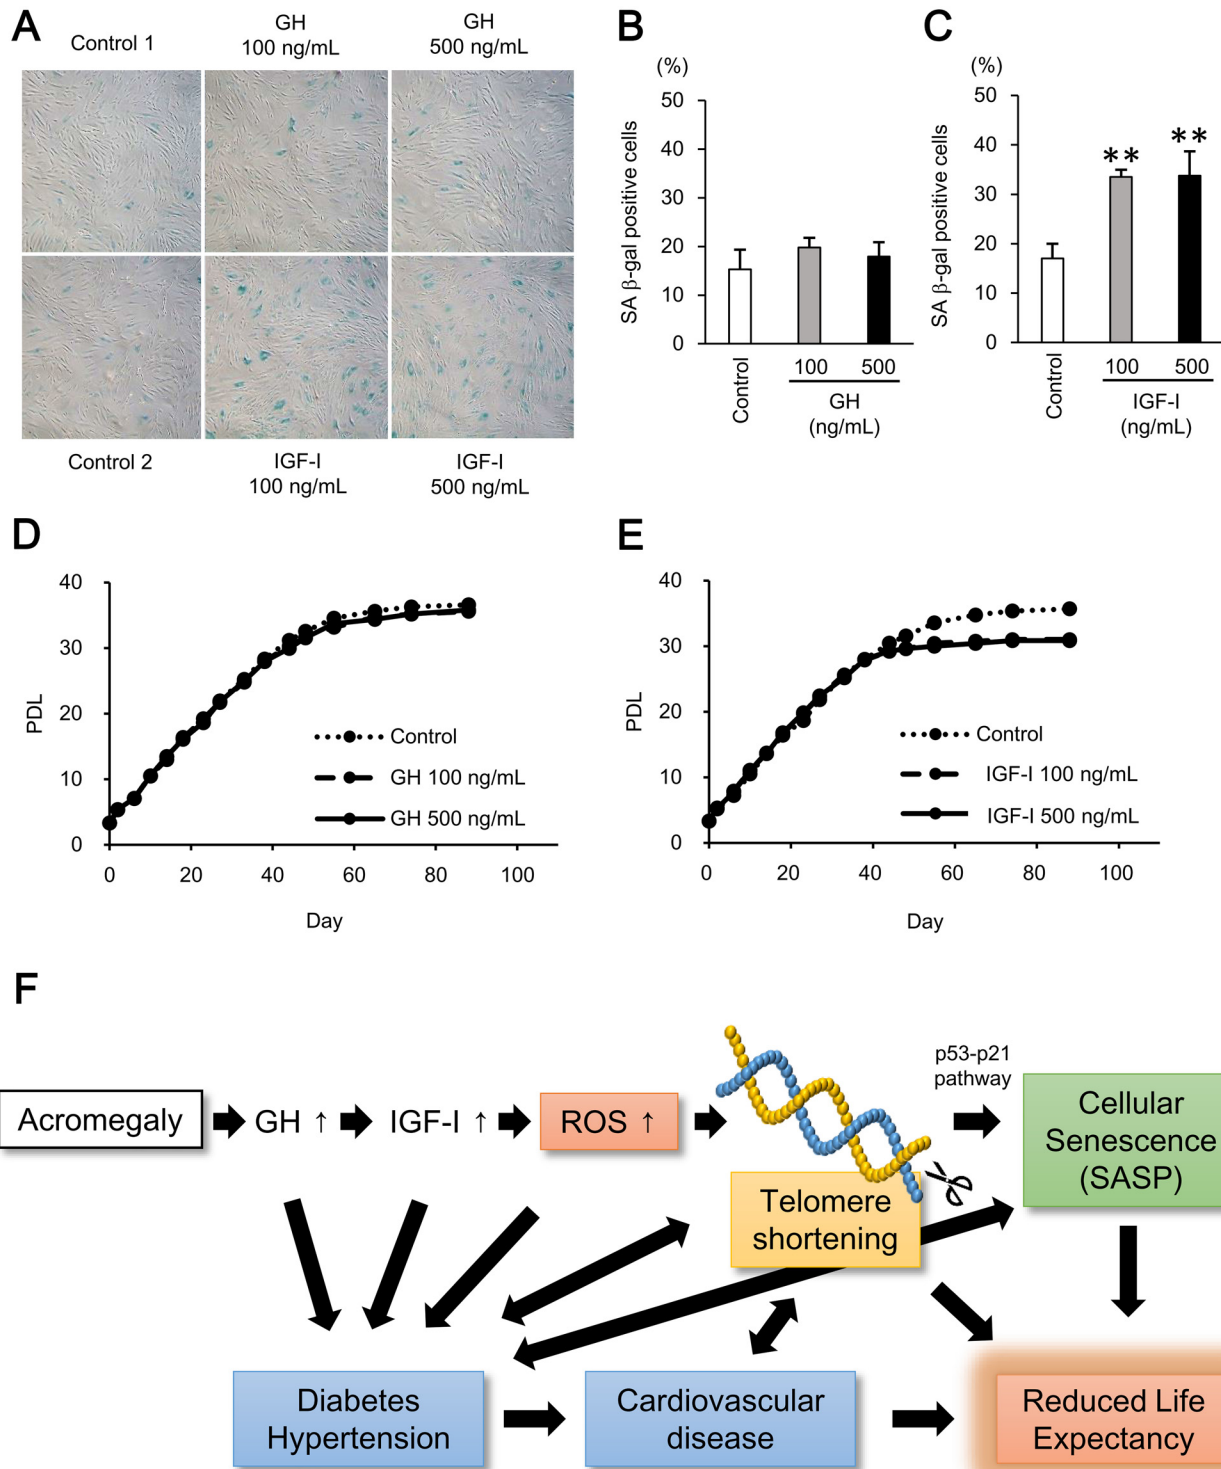 A
Control 1
GH
100 ng/mL
GH
500 ng/mL
Control 2
IGF-I
100 ng/mL
IGF-I
500 ng/mL
B
(%)
SA β-gal positive cells
50
40
30
20
10
0
Control
100
500
GH
(ng/mL)
C
(%)
SA β-gal positive cells
50
40
30
20
10
0
**
**
Control
100
500
IGF-I
(ng/mL)
D
PDL
40
30
20
10
0
0 20 40 60 80 100
Day
Control
GH 100 ng/mL
GH 500 ng/mL
E
PDL
40
30
20
10
0
0 20 40 60 80 100
Day
Control
IGF-I 100 ng/mL
IGF-I 500 ng/mL
F
Acromegaly
GH ↑
IGF-I ↑
ROS ↑
p53-p21
pathway
Cellular
Senescence
(SASP)
Telomere
shortening
Diabetes
Hypertension
Cardiovascular
disease
Reduced Life
Expectancy